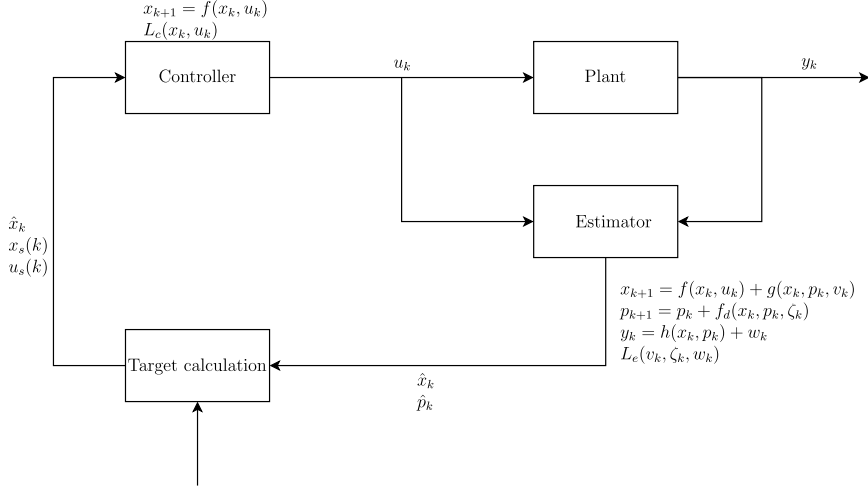 x_{k+1} = f(x_k, u_k)
L_c(x_k, u_k)
Controller
u_k
Plant
y_k
Estimator
x̂_k
x_s(k)
u_s(k)
x_{k+1} = f(x_k, u_k) + g(x_k, p_k, v_k)
p_{k+1} = p_k + f_d(x_k, p_k, ζ_k)
y_k = h(x_k, p_k) + w_k
L_e(v_k, ζ_k, w_k)
Target calculation
x̂_k
p̂_k